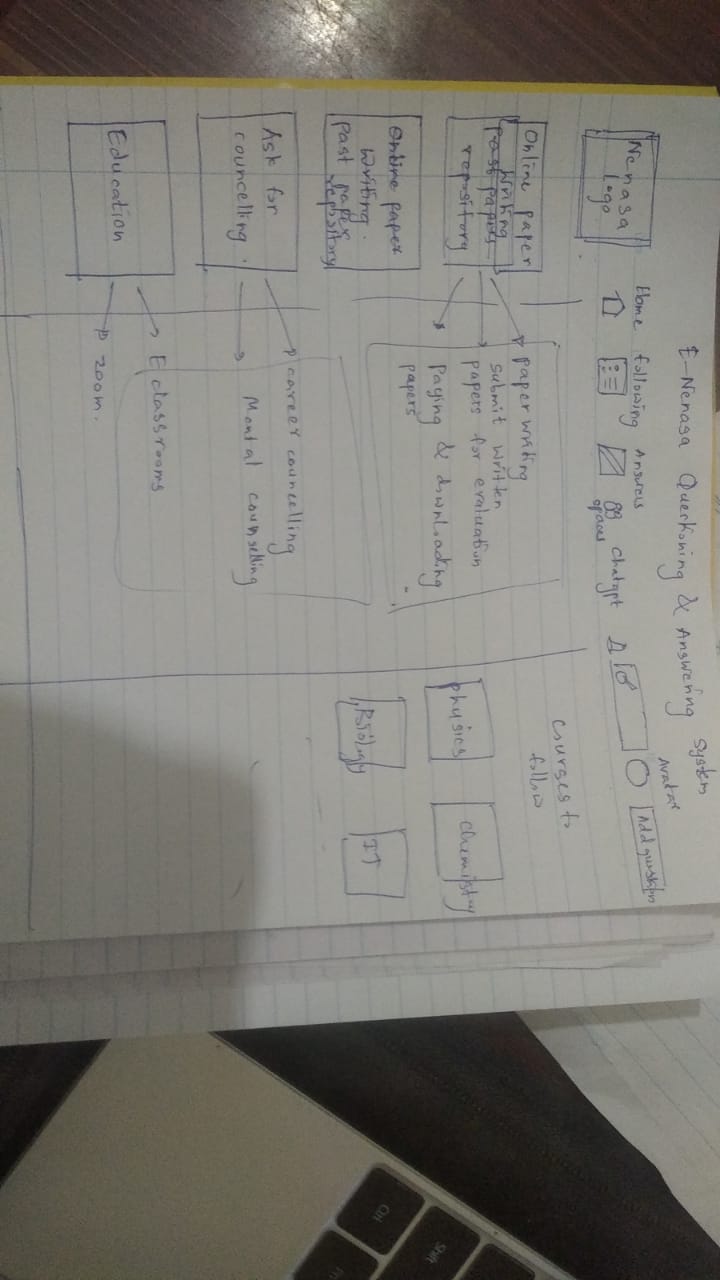 E-Nenasa Questioning & Answering System
Nenasa
Logo
Home
following
Answers
spaces
Chatgpt
Avatar
Add question
Online paper
writing
past papers
repository
paper writing
submit written
papers for evaluation
Paying & downloading
papers
Online paper
writing.
past paper
repository
Ask for
councelling.
career councelling
Mental counselling
Education
E classrooms
zoom.
courses to
follow
physics
chemistry
Biology
IT
Shift
Ctrl